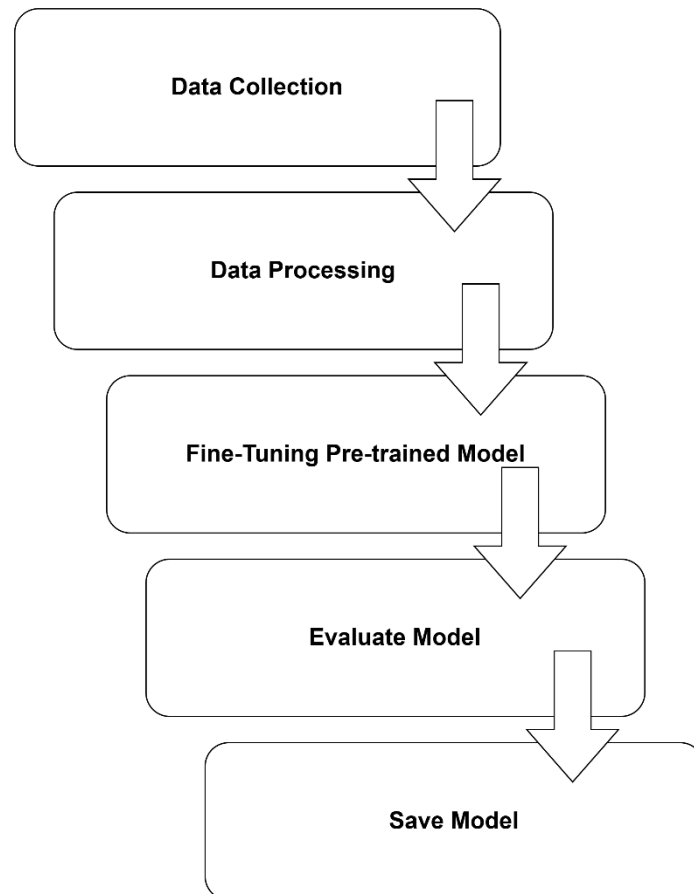 Data Collection
Data Processing
Fine-Tuning Pre-trained Model
Evaluate Model
Save Model